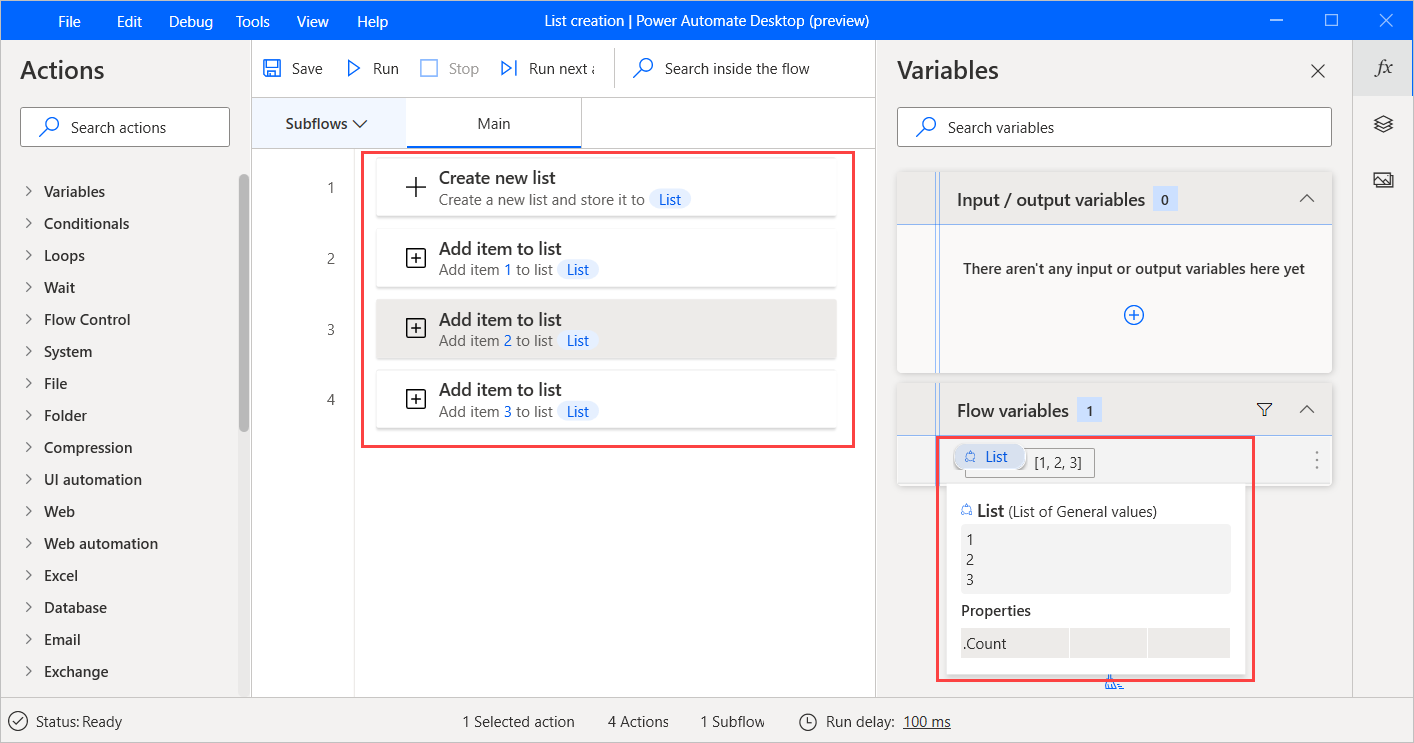 File Edit Debug Tools View Help List creation | Power Automate Desktop (preview)
Actions
Search actions
Variables
Conditionals
Loops
Wait
Flow Control
System
File
Folder
Compression
UI automation
Web
Web automation
Excel
Database
Email
Exchange
Save Run Stop Run next a Search inside the flow
Subflows Main
1 Create new list
Create a new list and store it to List
2 Add item to list
Add item 1 to list List
3 Add item to list
Add item 2 to list List
4 Add item to list
Add item 3 to list List
Variables fx
Search variables
Input / output variables 0
There aren't any input or output variables here yet
Flow variables 1
List [1, 2, 3]
List (List of General values)
1
2
3
Properties
.Count
Status: Ready 1 Selected action 4 Actions 1 Subflow Run delay: 100 ms